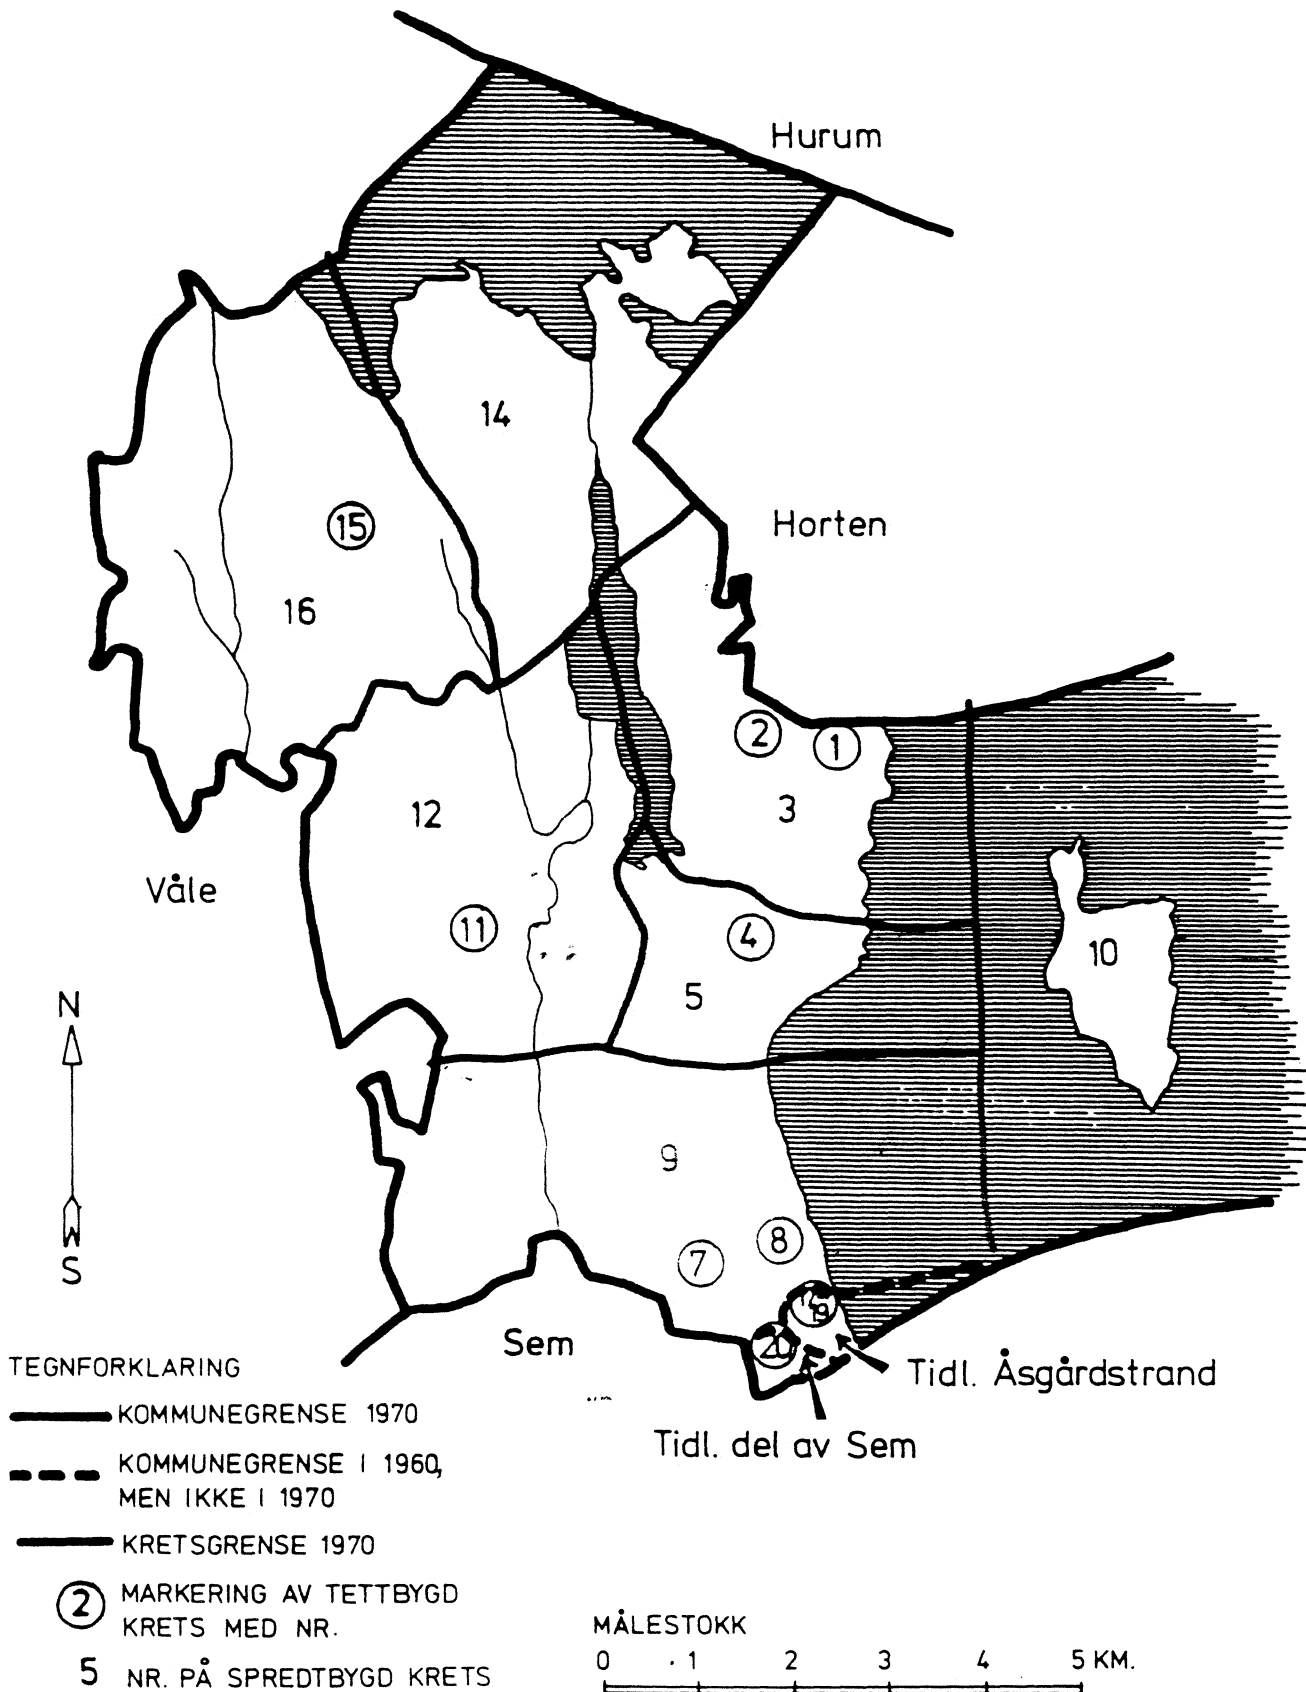 Hurum
14
Horten
15
16
2
1
3
12
Våle
11
4
10
5
N
S
9
8
7
19
20
Sem
Tidl. Åsgårdstrand
Tidl. del av Sem
TEGNFORKLARING
KOMMUNEGRENSE 1970
KOMMUNEGRENSE I 1960,
MEN IKKE I 1970
KRETSGRENSE 1970
2 MARKERING AV TETTBYGD
KRETS MED NR.
5 NR. PÅ SPREDTBYGD KRETS
MÅLESTOKK
0 1 2 3 4 5 KM.